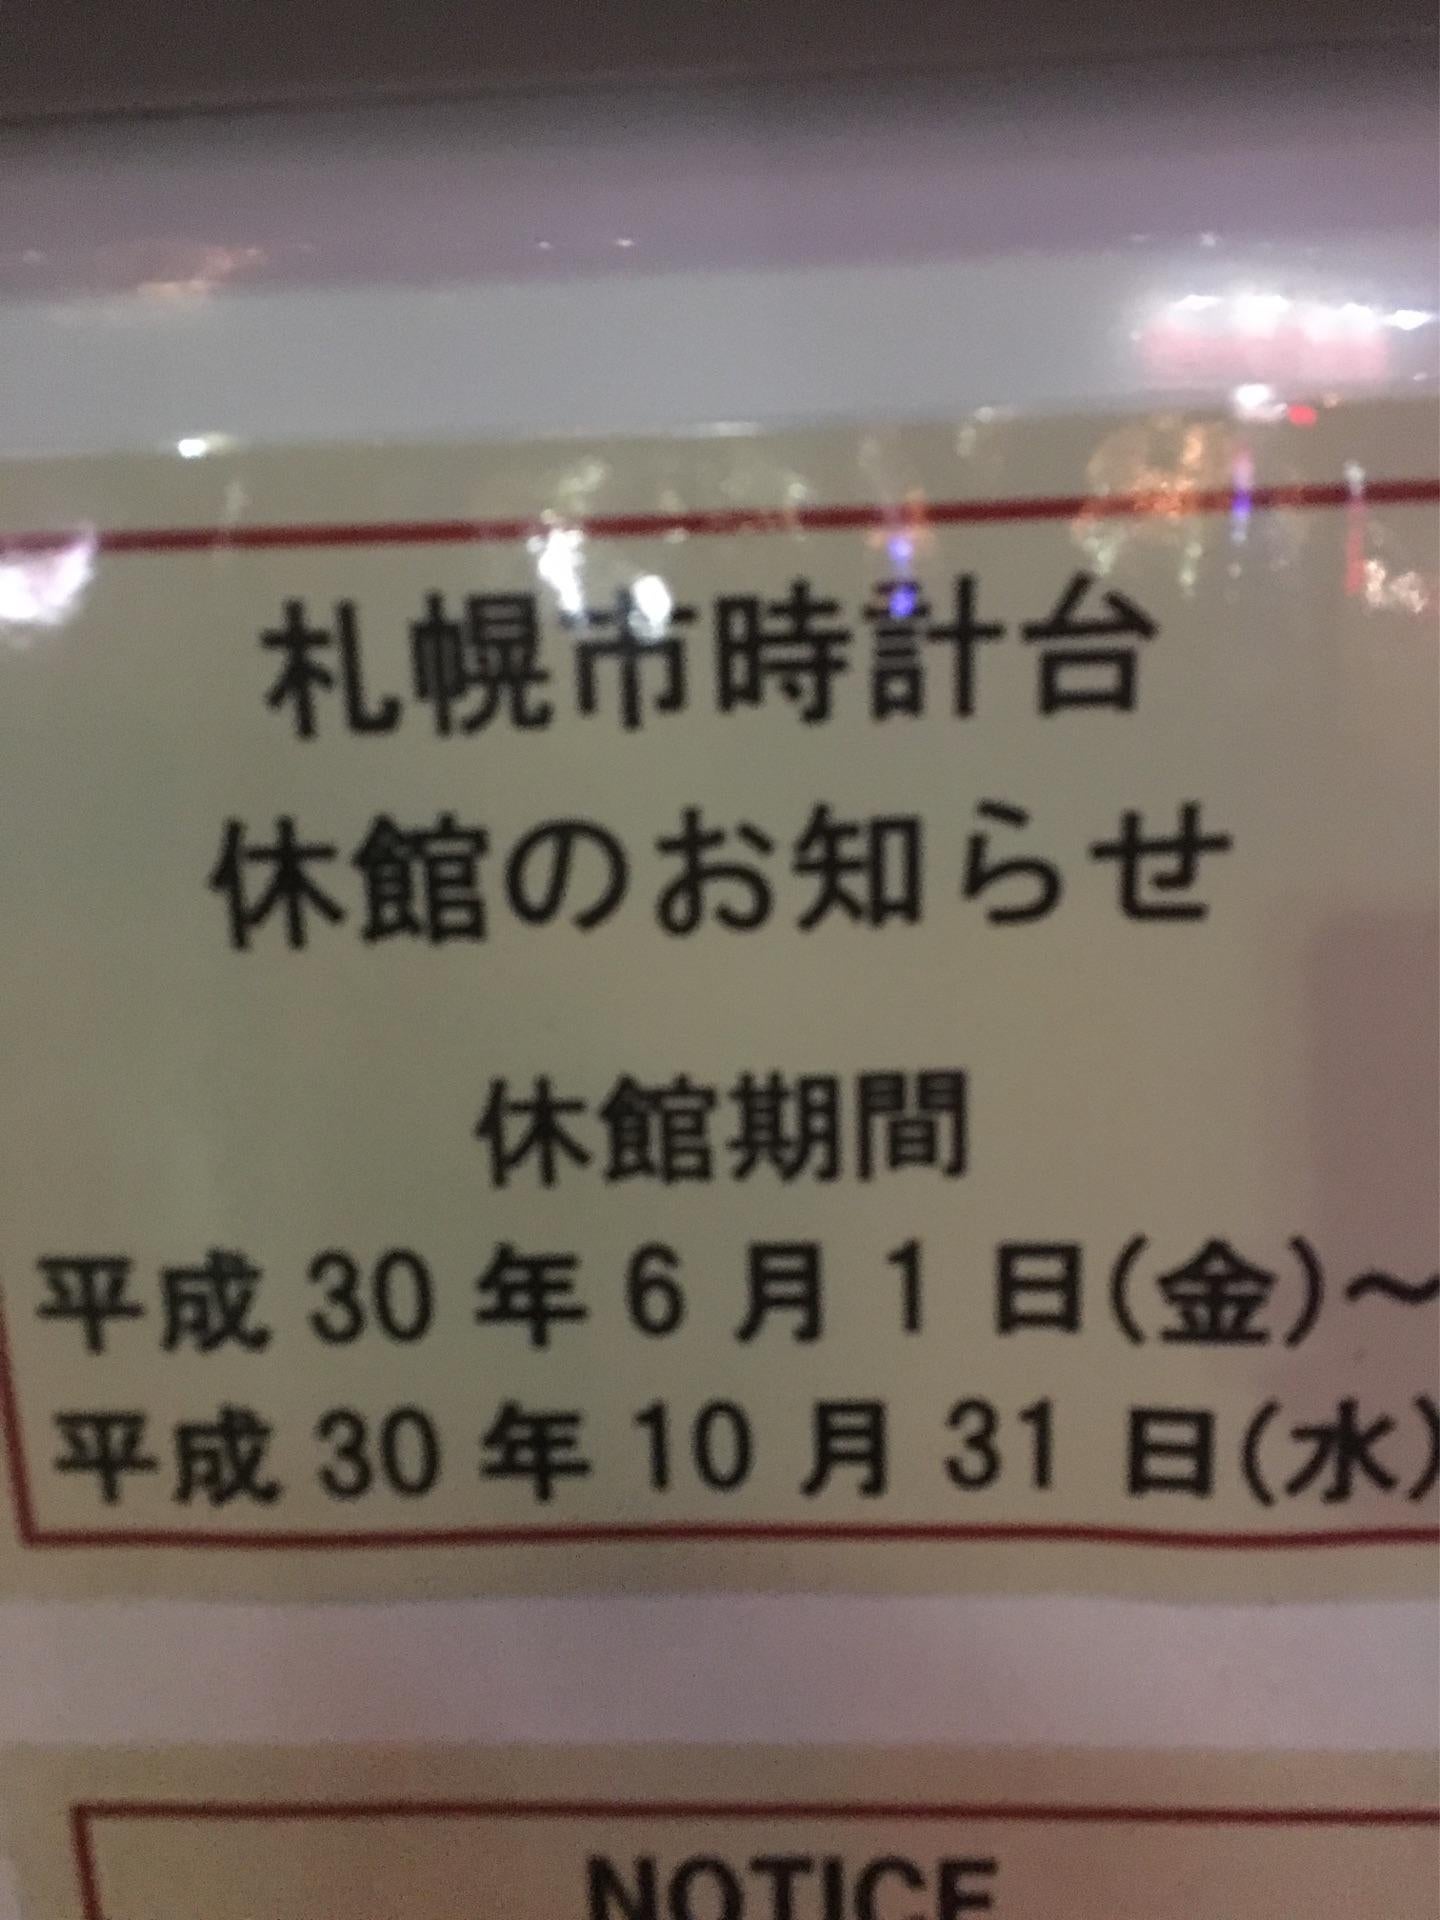 札幌市時計台
休館のお知らせ
休館期間
平成 30 年 6 月 1 日(金)～
平成 30 年 10 月 31 日(水)
NOTICE